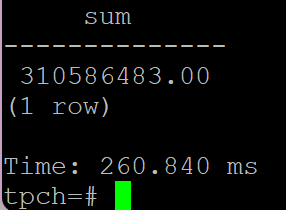 sum
--------------
310586483.00
(1 row)
Time: 260.840 ms
tpch=#